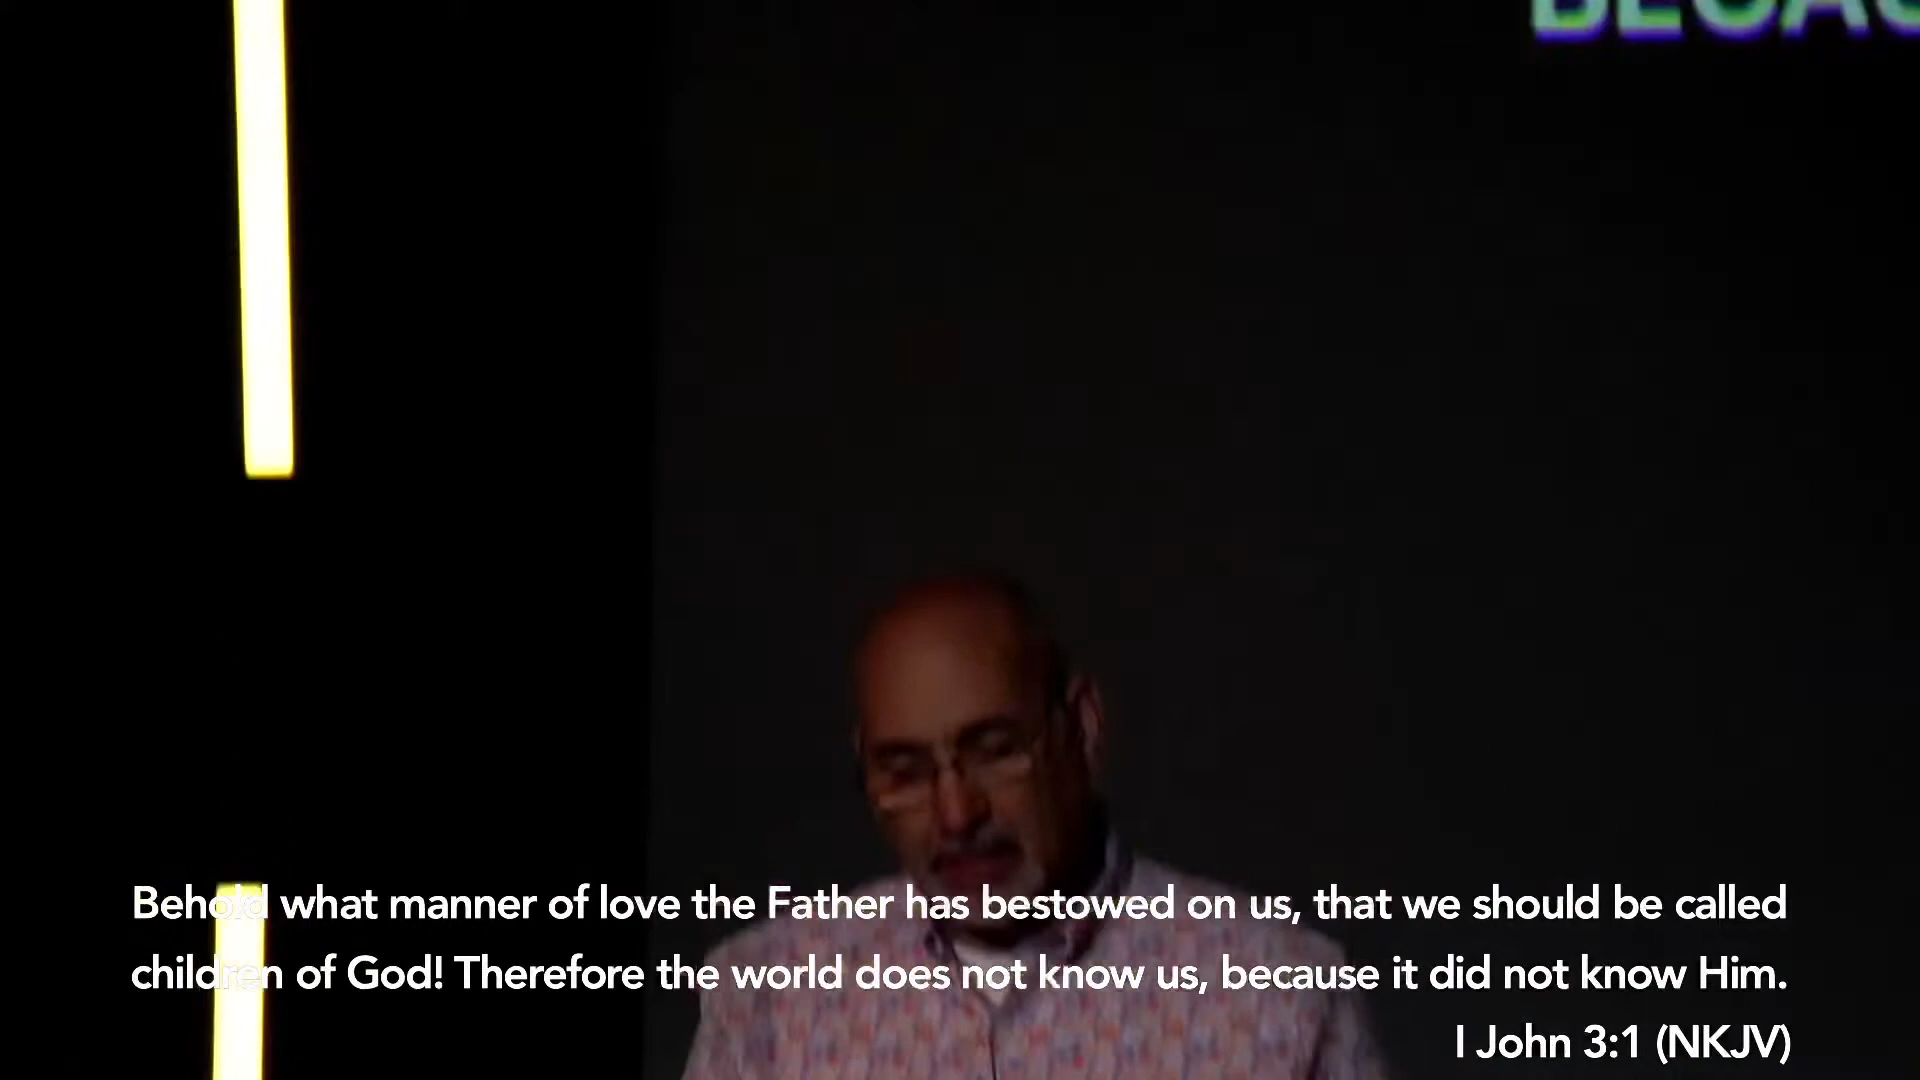 BECAU
Behold what manner of love the Father has bestowed on us, that we should be called
children of God! Therefore the world does not know us, because it did not know Him.
I John 3:1 (NKJV)